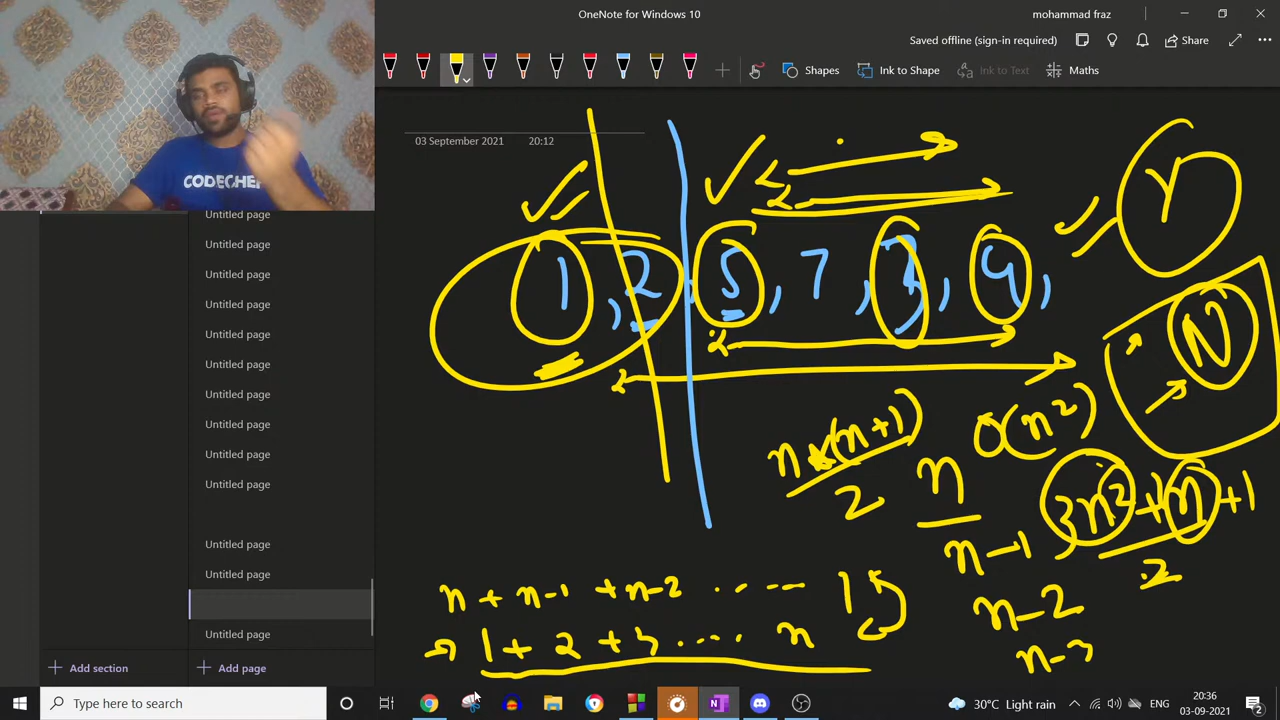 OneNote for Windows 10
mohammad fraz
Saved offline (sign-in required)
Share
Shapes
Ink to Shape
Ink to Text
Maths
CODECHEF
03 September 2021 20:12
Untitled page
Untitled page
Untitled page
Untitled page
Untitled page
Untitled page
Untitled page
Untitled page
Untitled page
Untitled page
Untitled page
Untitled page
Untitled page
Add section
Add page
Y
1, 2, 5, 7, 7, 9,
N
n*(n+1)
2
O(n²)
n
n-1
3n²+n+1
2
n-2
n-3
n + n-1 + n-2 ..... 1
1 + 2 + 3 .... n
Type here to search
30°C Light rain
ENG
20:36
03-09-2021
2